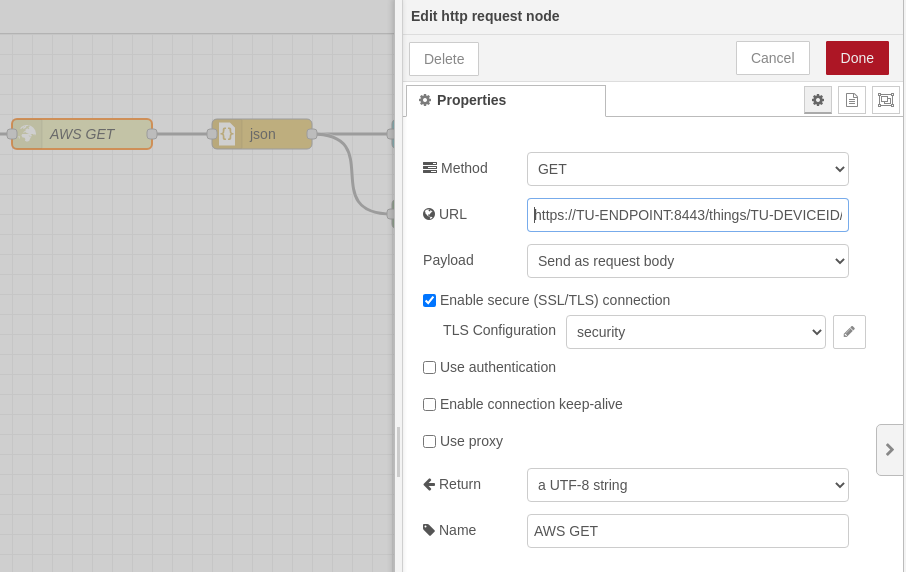 Edit http request node
Delete
Cancel
Done
Properties
AWS GET
{} json
Method
GET
URL
https://TU-ENDPOINT:8443/things/TU-DEVICEID/
Payload
Send as request body
Enable secure (SSL/TLS) connection
TLS Configuration
security
Use authentication
Enable connection keep-alive
Use proxy
Return
a UTF-8 string
Name
AWS GET